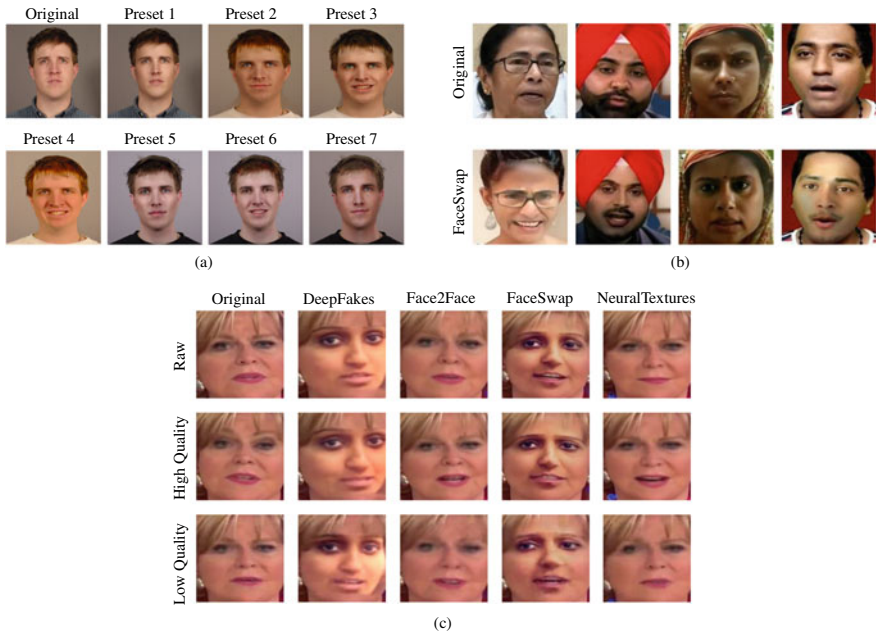 Original Preset 1 Preset 2 Preset 3
Preset 4 Preset 5 Preset 6 Preset 7
(a)
Original
FaceSwap
(b)
Original DeepFakes Face2Face FaceSwap NeuralTextures
Raw
High Quality
Low Quality
(c)